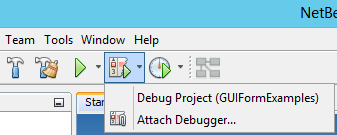 NetBe
Team Tools Window Help
Star
Debug Project (GUIFormExamples)
Attach Debugger...